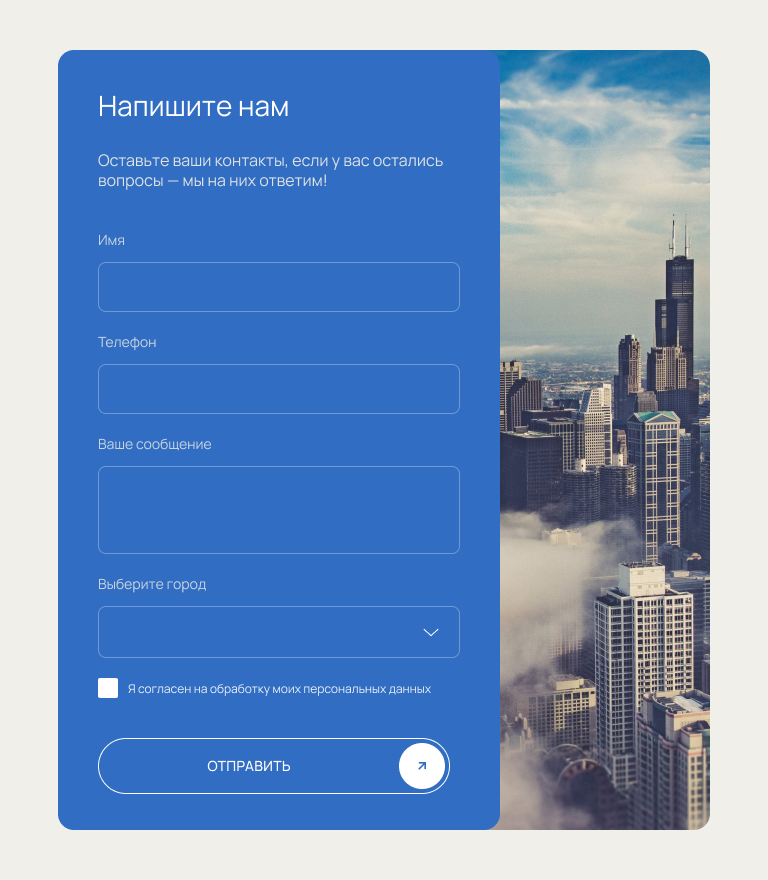 Напишите нам
Оставьте ваши контакты, если у вас остались
вопросы — мы на них ответим!
Имя
Телефон
Ваше сообщение
Выберите город
Я согласен на обработку моих персональных данных
ОТПРАВИТЬ